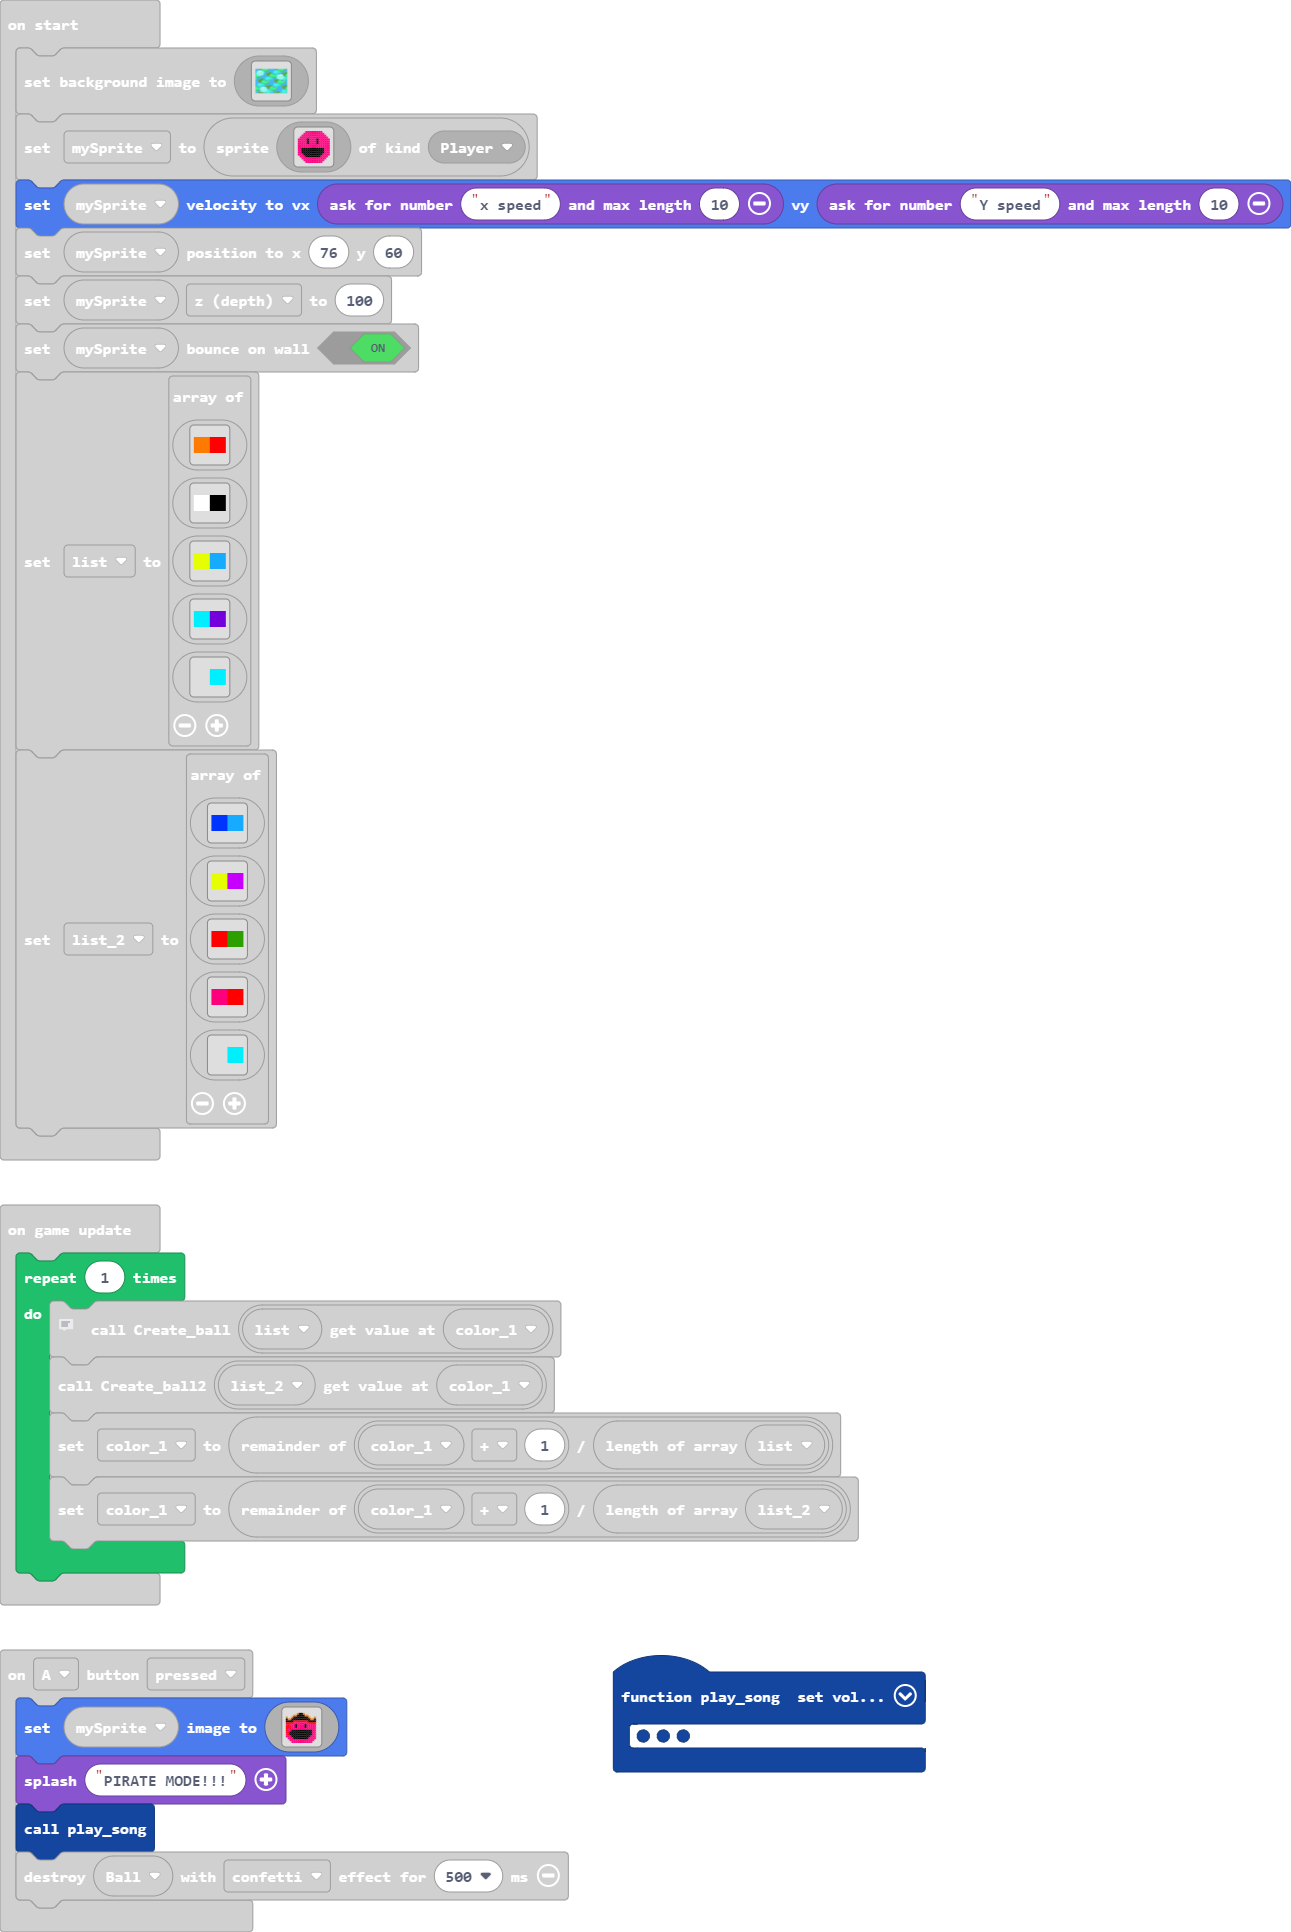 on start
set background image to
set mySprite to sprite of kind Player
set mySprite velocity to vx ask for number "x speed" and max length 10 vy ask for number "Y speed" and max length 10
set mySprite position to x 76 y 60
set mySprite z (depth) to 100
set mySprite bounce on wall ON
array of
set list to
array of
set list_2 to
on game update
repeat 1 times
do
call Create_ball list get value at color_1
call Create_ball2 list_2 get value at color_1
set color_1 to remainder of color_1 + 1 / length of array list
set color_1 to remainder of color_1 + 1 / length of array list_2
on A button pressed
set mySprite image to
splash "PIRATE MODE!!!"
call play_song
destroy Ball with confetti effect for 500 ms
function play_song set vol...